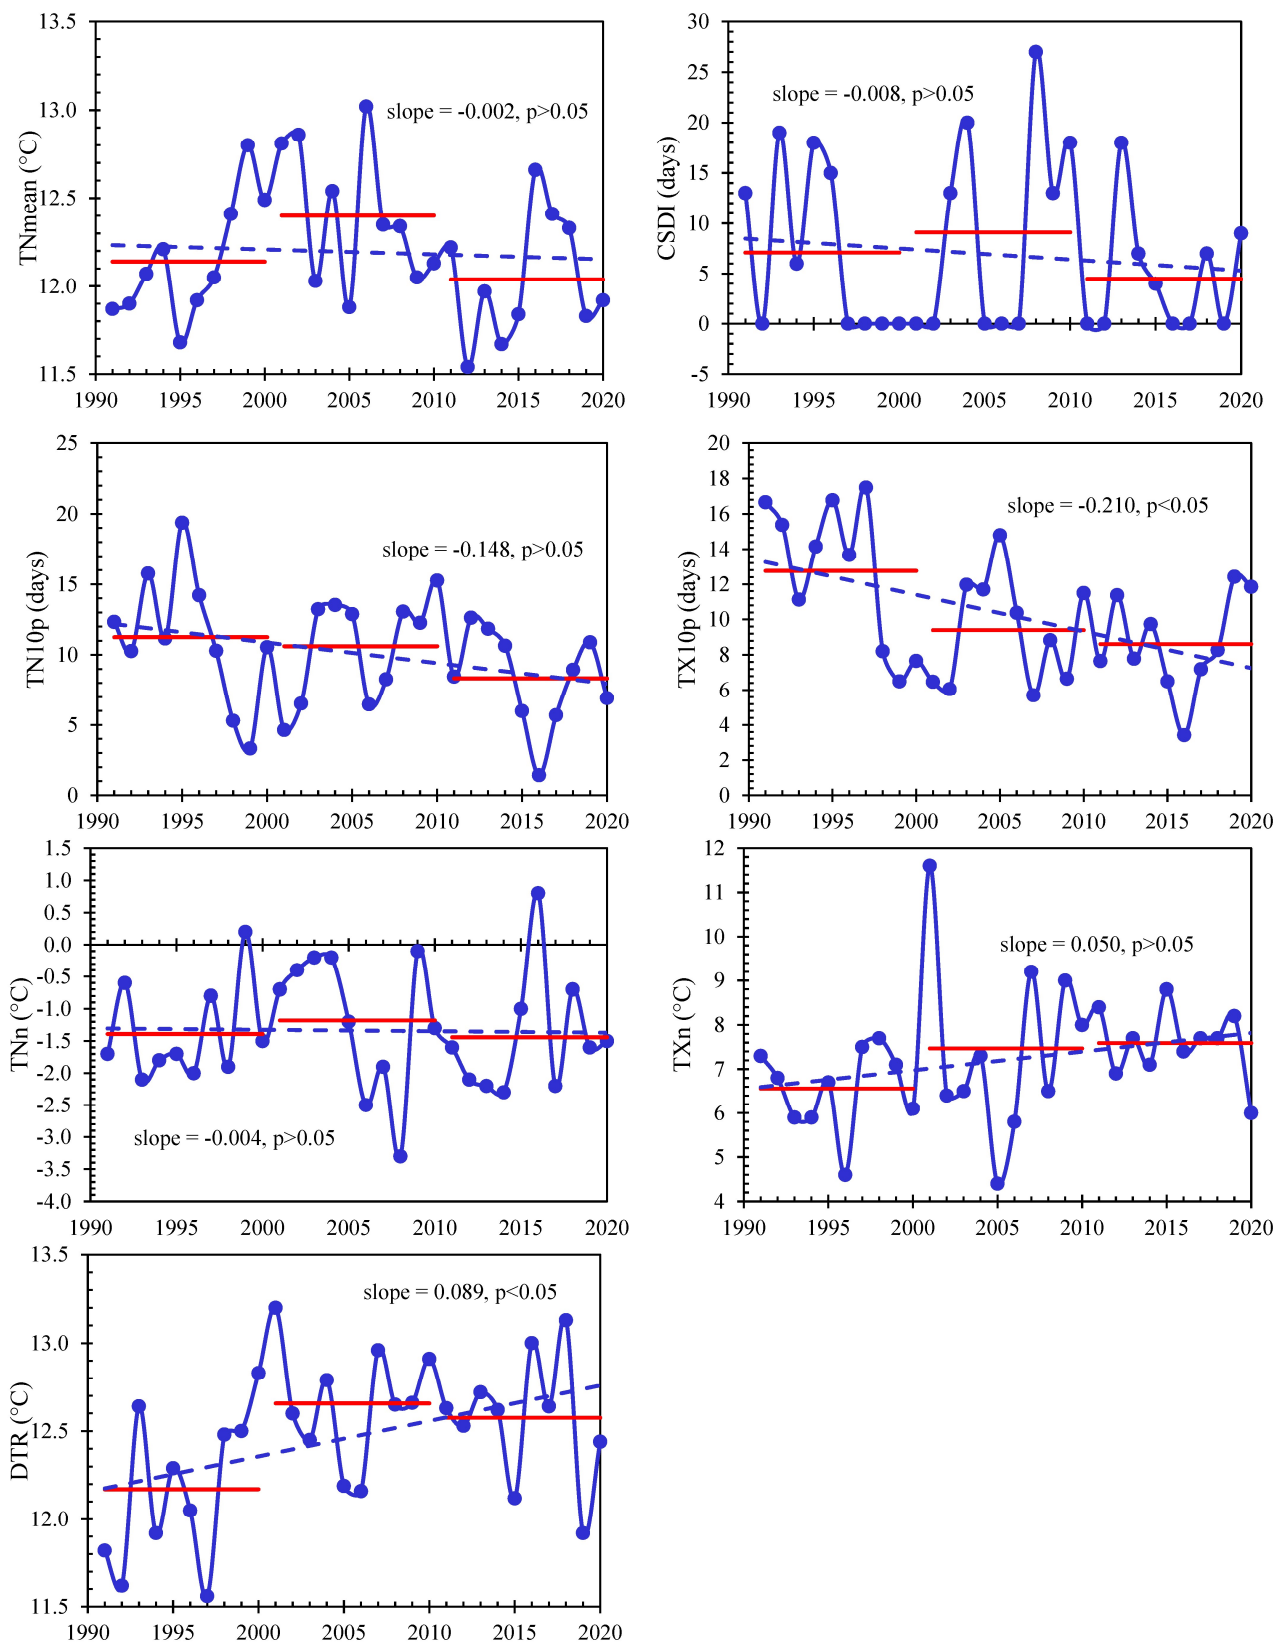 TNmean (°C)
13.5
13.0
12.5
12.0
11.5
slope = -0.002, p>0.05
1990 1995 2000 2005 2010 2015 2020
CSDI (days)
30
25
20
15
10
5
0
-5
slope = -0.008, p>0.05
1990 1995 2000 2005 2010 2015 2020
TN10p (days)
25
20
15
10
5
0
slope = -0.148, p>0.05
1990 1995 2000 2005 2010 2015 2020
TX10p (days)
20
18
16
14
12
10
8
6
4
2
0
slope = -0.210, p<0.05
1990 1995 2000 2005 2010 2015 2020
TNn (°C)
1.5
1.0
0.5
0.0
-0.5
-1.0
-1.5
-2.0
-2.5
-3.0
-3.5
-4.0
slope = -0.004, p>0.05
1990 1995 2000 2005 2010 2015 2020
TXn (°C)
12
11
10
9
8
7
6
5
4
slope = 0.050, p>0.05
1990 1995 2000 2005 2010 2015 2020
DTR (°C)
13.5
13.0
12.5
12.0
11.5
slope = 0.089, p<0.05
1990 1995 2000 2005 2010 2015 2020